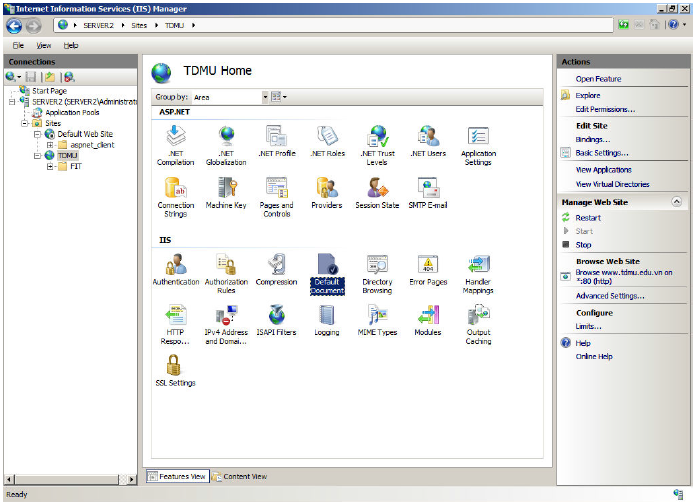 Internet Information Services (IIS) Manager
SERVER2 Sites TDMU
File View Help
Connections
Start Page
SERVER2 (SERVER2\Administrat
Application Pools
Sites
Default Web Site
aspnet_client
TDMU
FIT
TDMU Home
Group by: Area
ASP.NET
.NET Compilation
.NET Globalization
.NET Profile
.NET Roles
.NET Trust Levels
.NET Users
Application Settings
Connection Strings
Machine Key
Pages and Controls
Providers
Session State
SMTP E-mail
IIS
Authentication
Authorization Rules
Compression
Default Document
Directory Browsing
Error Pages
404
Handler Mappings
HTTP Respo...
IPv4 Address and Domai...
ISAPI Filters
Logging
MIME Types
Modules
Output Caching
SSL Settings
Features View
Content View
Actions
Open Feature
Explore
Edit Permissions...
Edit Site
Bindings...
Basic Settings...
View Applications
View Virtual Directories
Manage Web Site
Restart
Start
Stop
Browse Web Site
Browse www.tdmu.edu.vn on
*:80 (http)
Advanced Settings...
Configure
Limits...
Help
Online Help
Ready